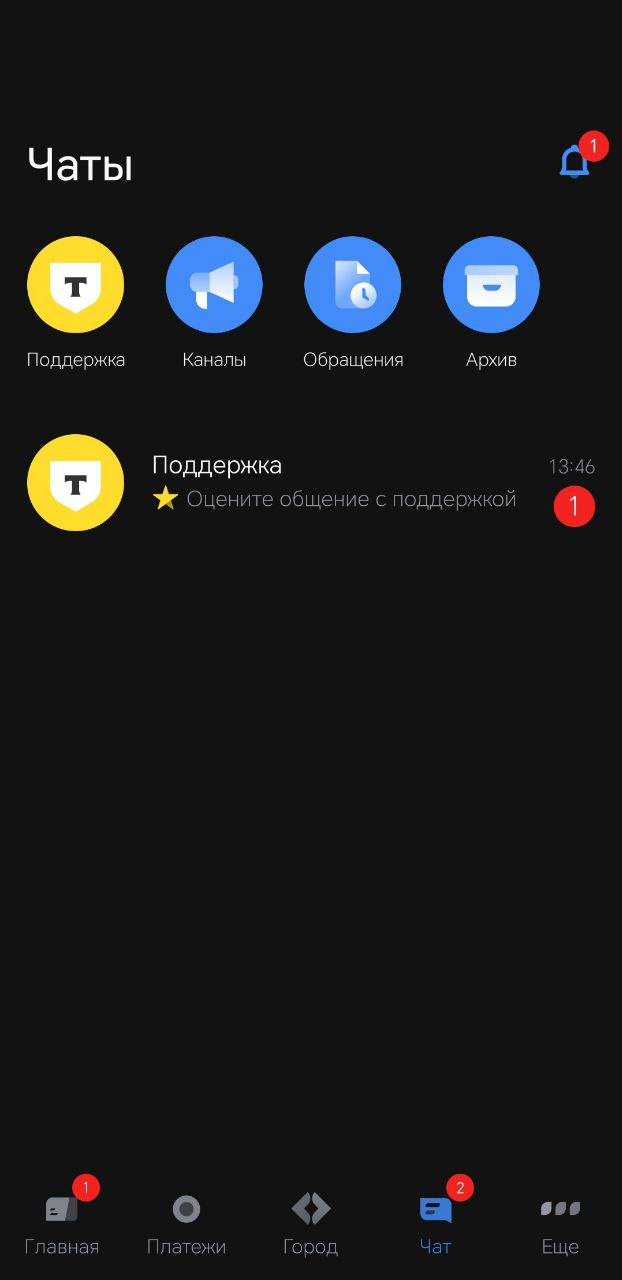 Чаты
1
Поддержка
Каналы
Обращения
Архив
Т
Т
Поддержка
13:46
Оцените общение с поддержкой
1
1
2
Главная
Платежи
Город
Чат
Еще